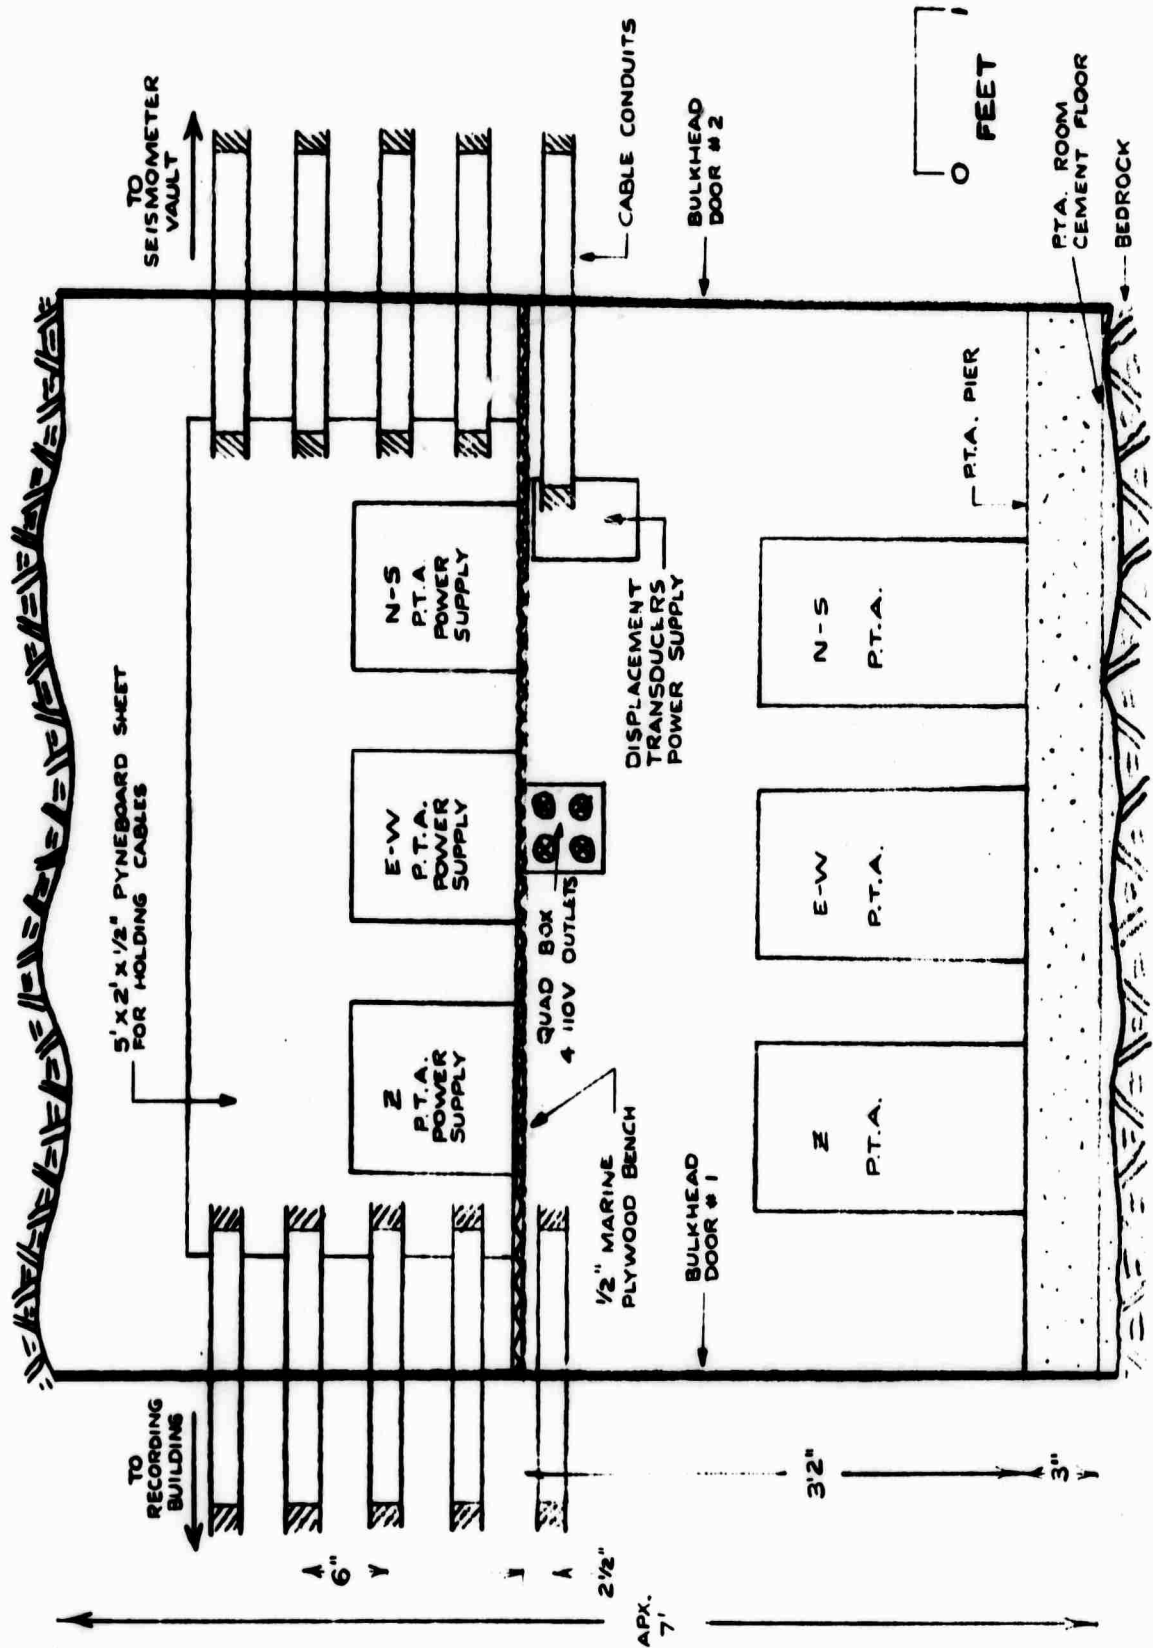 TO
SEISMOMETER
VAULT
TO
RECORDING
BUILDING
5' X 2' X 1/2" PYNEBOARD SHEET
FOR HOLDING CABLES
CABLE CONDUITS
6"
Z
P.T.A.
POWER
SUPPLY
E-W
P.T.A.
POWER
SUPPLY
N-S
P.T.A.
POWER
SUPPLY
2 1/2"
QUAD BOX
4 110V OUTLETS
1/2" MARINE
PLYWOOD BENCH
DISPLACEMENT
TRANSDUCERS
POWER SUPPLY
BULKHEAD
DOOR #1
BULKHEAD
DOOR #2
APX.
7'
3'2"
Z
P.T.A.
E-W
P.T.A.
N-S
P.T.A.
P.T.A. PIER
0 1
FEET
3"
P.T.A. ROOM
CEMENT FLOOR
BEDROCK